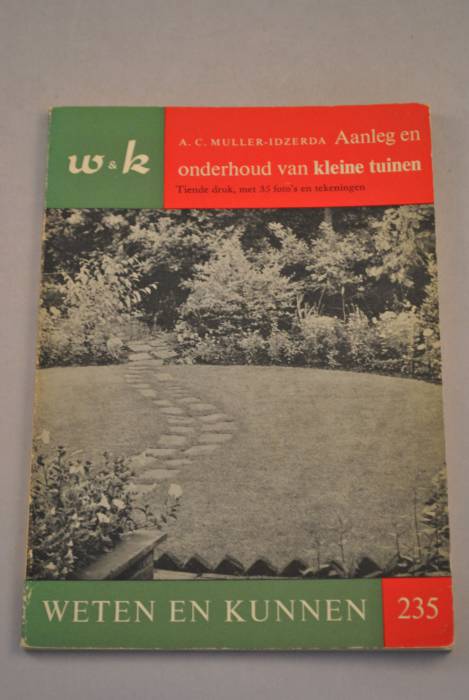 w & k
A. C. MULLER-IDZERDA Aanleg en
onderhoud van kleine tuinen
Tiende druk, met 35 foto's en tekeningen
WETEN EN KUNNEN 235